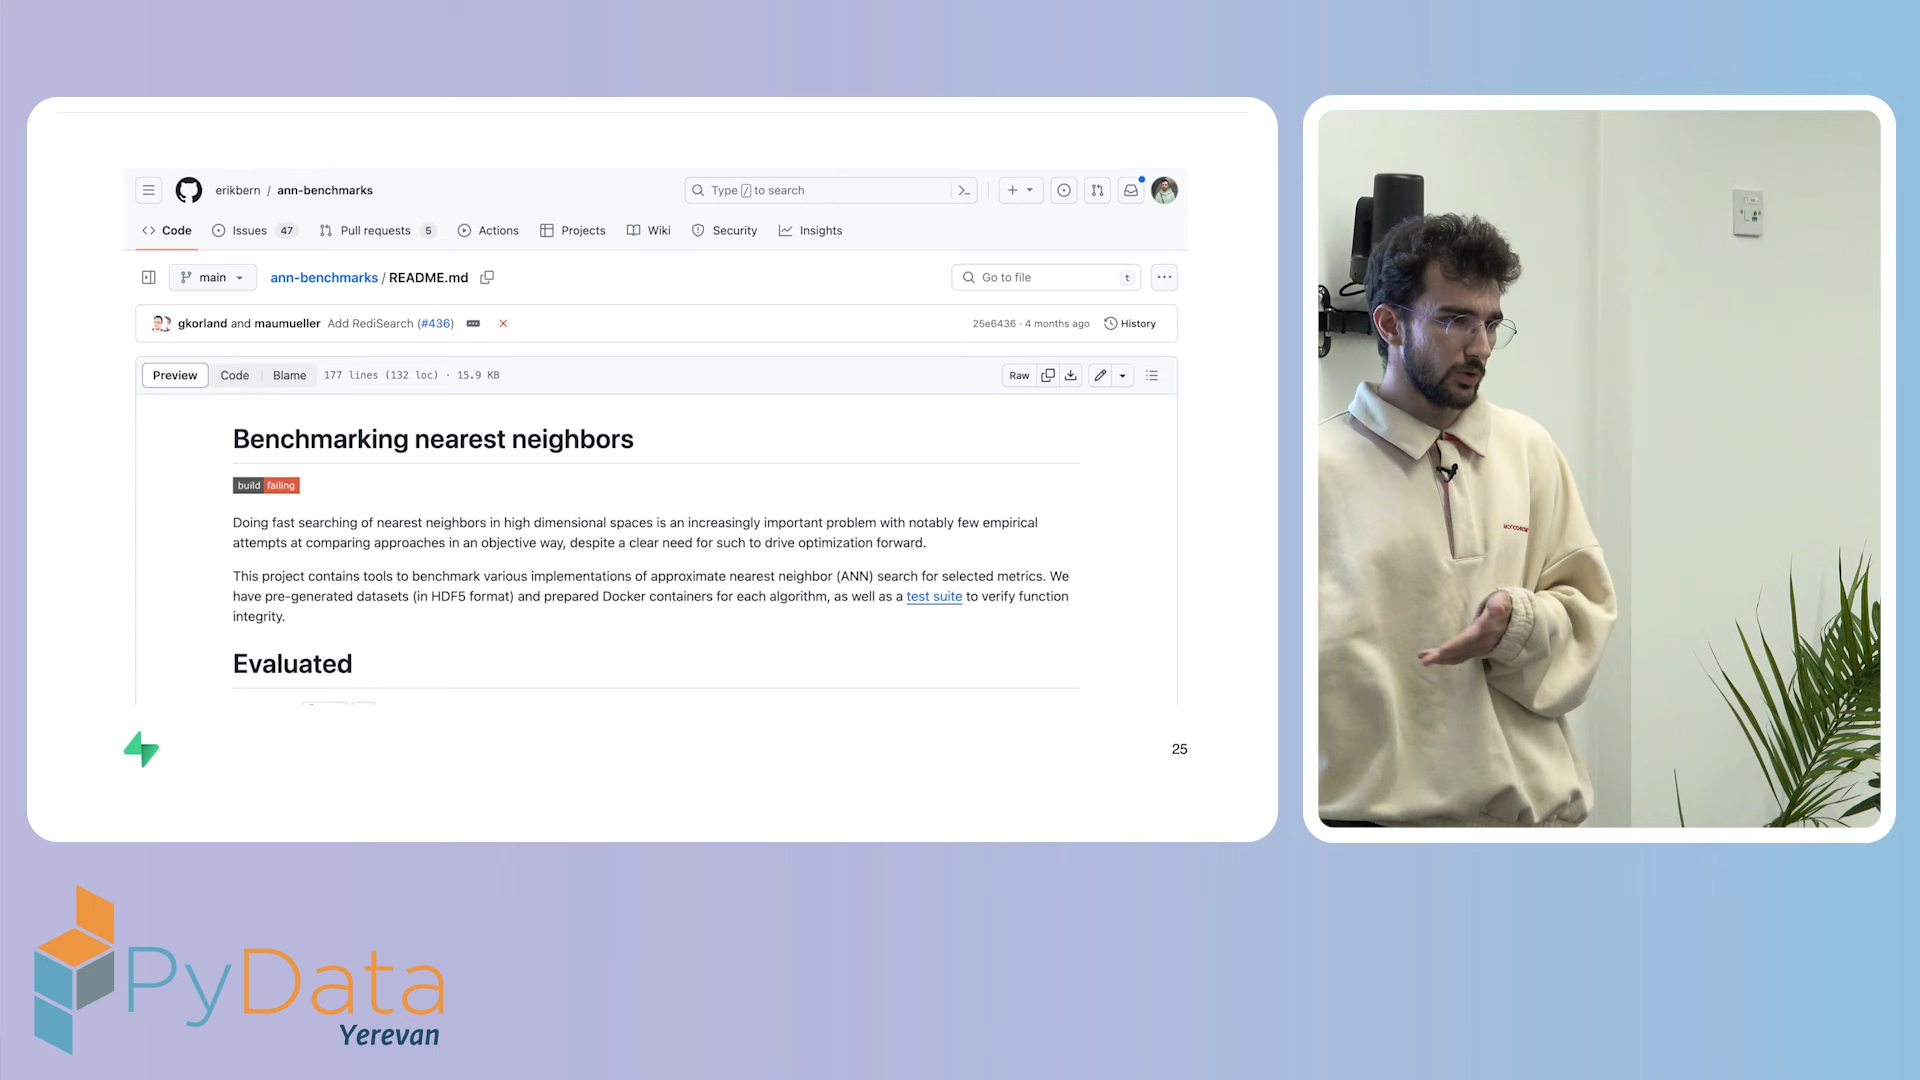 erikbern / ann-benchmarks
Type / to search
Code
Issues 47
Pull requests 5
Actions
Projects
Wiki
Security
Insights
main
ann-benchmarks / README.md
Go to file
t
gkorland and maumueller Add RediSearch (#436)
25e6436 · 4 months ago
History
Preview
Code
Blame
177 lines (132 loc) · 15.9 KB
Raw
Benchmarking nearest neighbors
build failing
Doing fast searching of nearest neighbors in high dimensional spaces is an increasingly important problem with notably few empirical
attempts at comparing approaches in an objective way, despite a clear need for such to drive optimization forward.
This project contains tools to benchmark various implementations of approximate nearest neighbor (ANN) search for selected metrics. We
have pre-generated datasets (in HDF5 format) and prepared Docker containers for each algorithm, as well as a test suite to verify function
integrity.
Evaluated
25
PyData
Yerevan